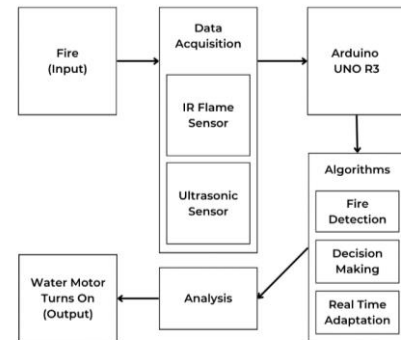 Fire
(Input)
Data
Acquisition
IR Flame
Sensor
Ultrasonic
Sensor
Arduino
UNO R3
Algorithms
Fire
Detection
Decision
Making
Real Time
Adaptation
Analysis
Water Motor
Turns On
(Output)